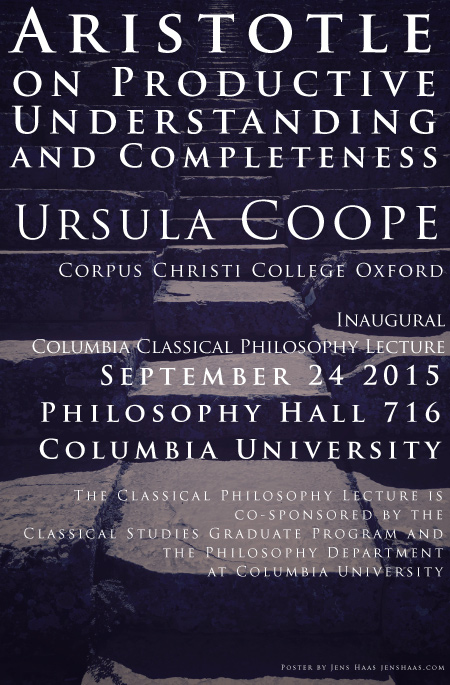 Aristotle
on Productive
Understanding
and Completeness
Ursula Coope
Corpus Christi College Oxford
Inaugural
Columbia Classical Philosophy Lecture
September 24 2015
Philosophy Hall 716
Columbia University
The Classical Philosophy Lecture is
co-sponsored by the
Classical Studies Graduate Program and
the Philosophy Department
at Columbia University
Poster by Jens Haas jenshaas.com